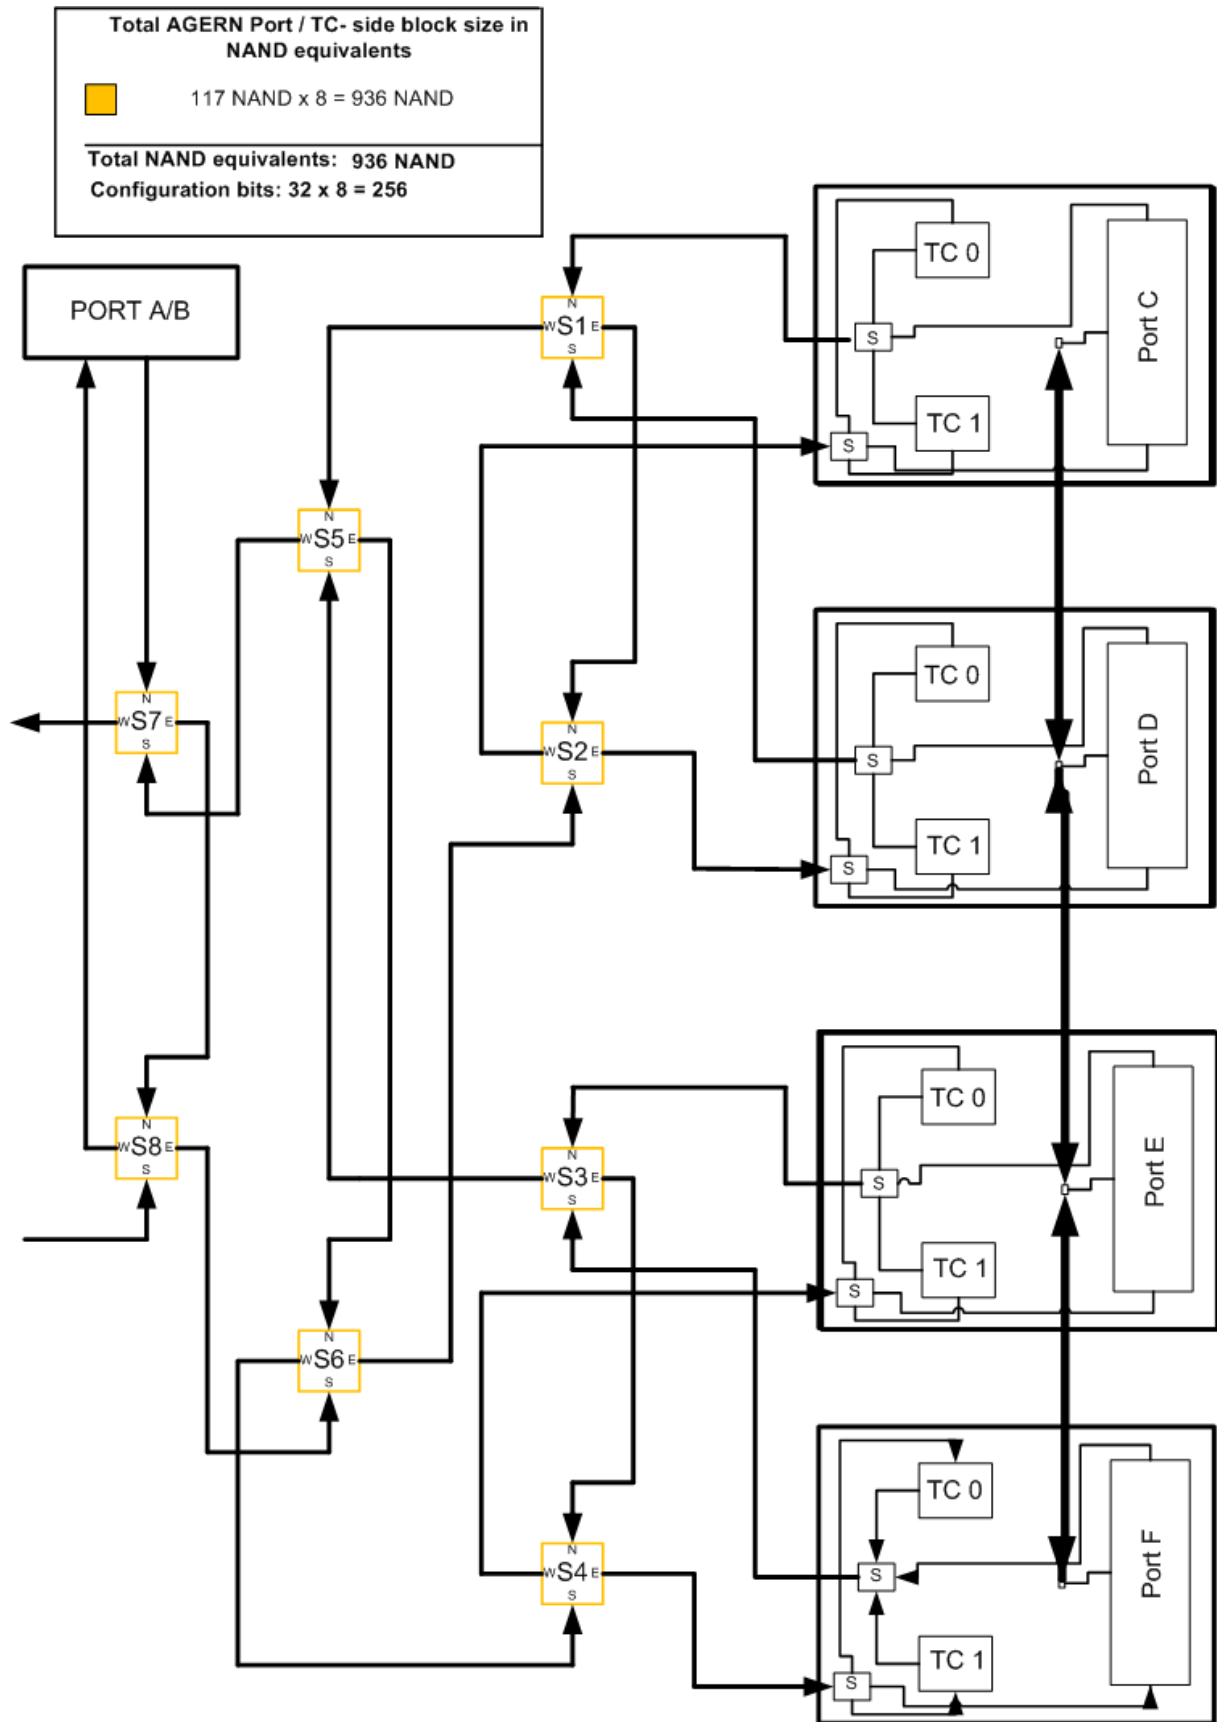 Total AGERN Port / TC- side block size in
NAND equivalents
117 NAND x 8 = 936 NAND
Total NAND equivalents: 936 NAND
Configuration bits: 32 x 8 = 256
PORT A/B
N
W S1 E
S
TC 0
S
TC 1
S
Port C
N
W S5 E
S
N
W S7 E
S
N
W S2 E
S
TC 0
S
TC 1
S
Port D
N
W S8 E
S
N
W S3 E
S
TC 0
S
TC 1
S
Port E
N
W S6 E
S
N
W S4 E
S
TC 0
S
TC 1
S
Port F